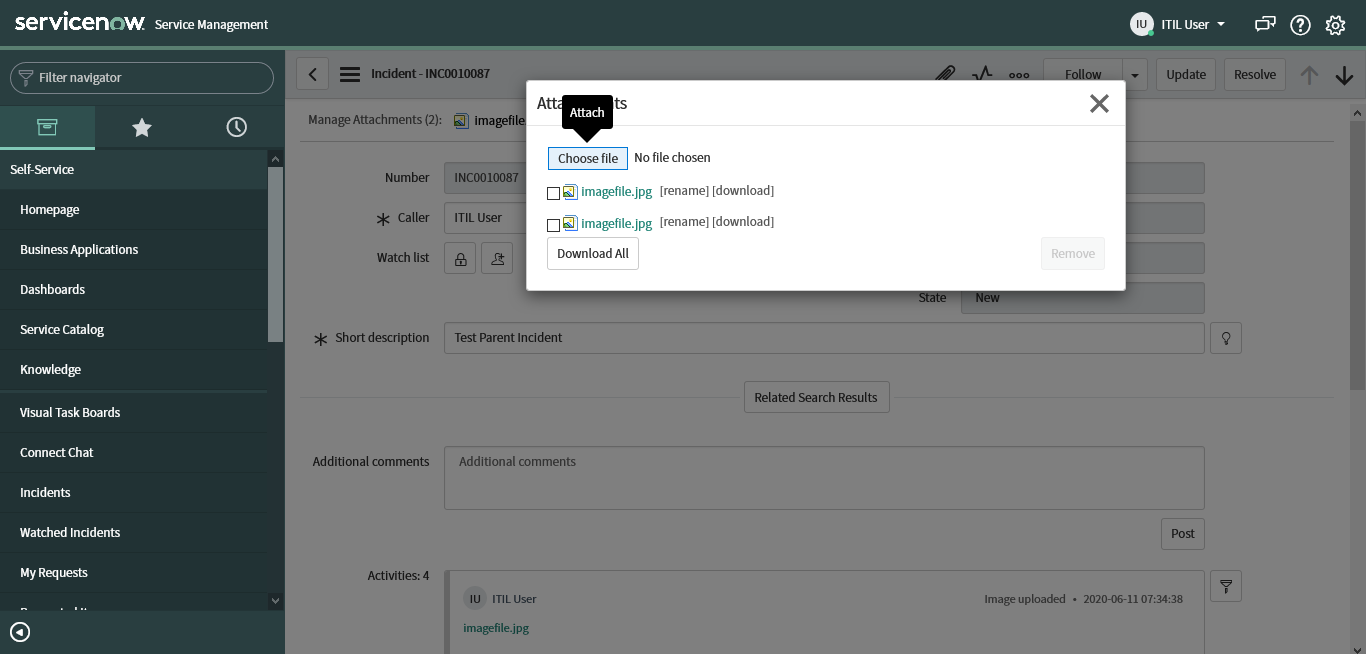 servicenow. Service Management
IU ITIL User
Filter navigator
Self-Service
Homepage
Business Applications
Dashboards
Service Catalog
Knowledge
Visual Task Boards
Connect Chat
Incidents
Watched Incidents
My Requests
Incident - INC0010087
Follow
Update
Resolve
Manage Attachments (2): imagefile.
Attach
Choose file No file chosen
imagefile.jpg [rename] [download]
imagefile.jpg [rename] [download]
Download All
Remove
Number INC0010087
Caller ITIL User
Watch list
State New
Short description Test Parent Incident
Related Search Results
Additional comments Additional comments
Post
Activities: 4
IU ITIL User
Image uploaded • 2020-06-11 07:34:38
imagefile.jpg